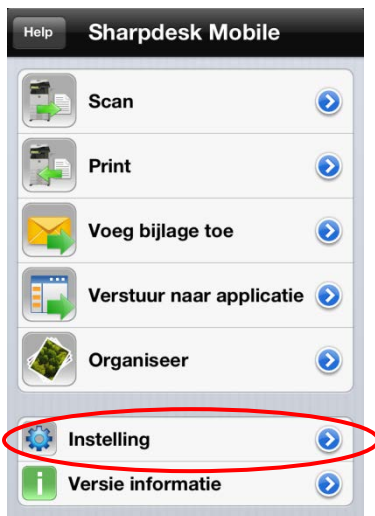 Help Sharpdesk Mobile
Scan
Print
Voeg bijlage toe
Verstuur naar applicatie
Organiseer
Instelling
Versie informatie